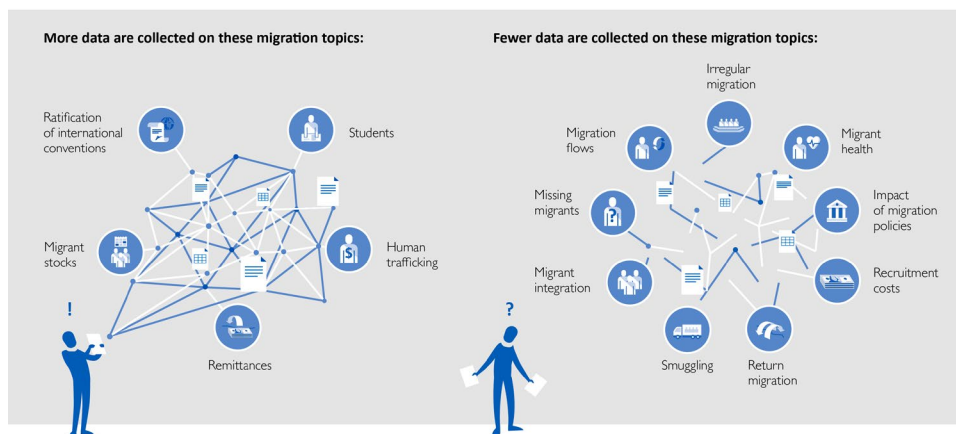 More data are collected on these migration topics:
Ratification
of international
conventions
Students
Migrant
stocks
Human
trafficking
$
!
Remittances
Fewer data are collected on these migration topics:
Irregular
migration
Migration
flows
Migrant
health
Missing
migrants
?
Impact
of migration
policies
Migrant
integration
Recruitment
costs
?
Smuggling
Return
migration